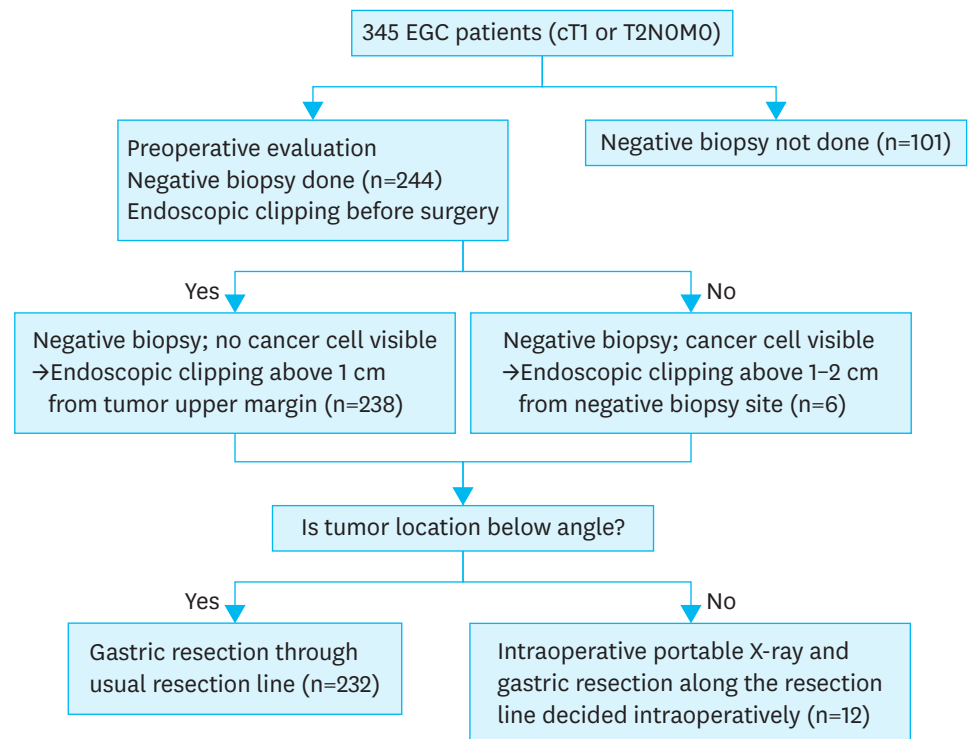 345 EGC patients (cT1 or T2N0M0)
Preoperative evaluation
Negative biopsy done (n=244)
Endoscopic clipping before surgery
Negative biopsy not done (n=101)
Yes
No
Negative biopsy; no cancer cell visible
→Endoscopic clipping above 1 cm
from tumor upper margin (n=238)
Negative biopsy; cancer cell visible
→Endoscopic clipping above 1–2 cm
from negative biopsy site (n=6)
Is tumor location below angle?
Yes
No
Gastric resection through
usual resection line (n=232)
Intraoperative portable X-ray and
gastric resection along the resection
line decided intraoperatively (n=12)